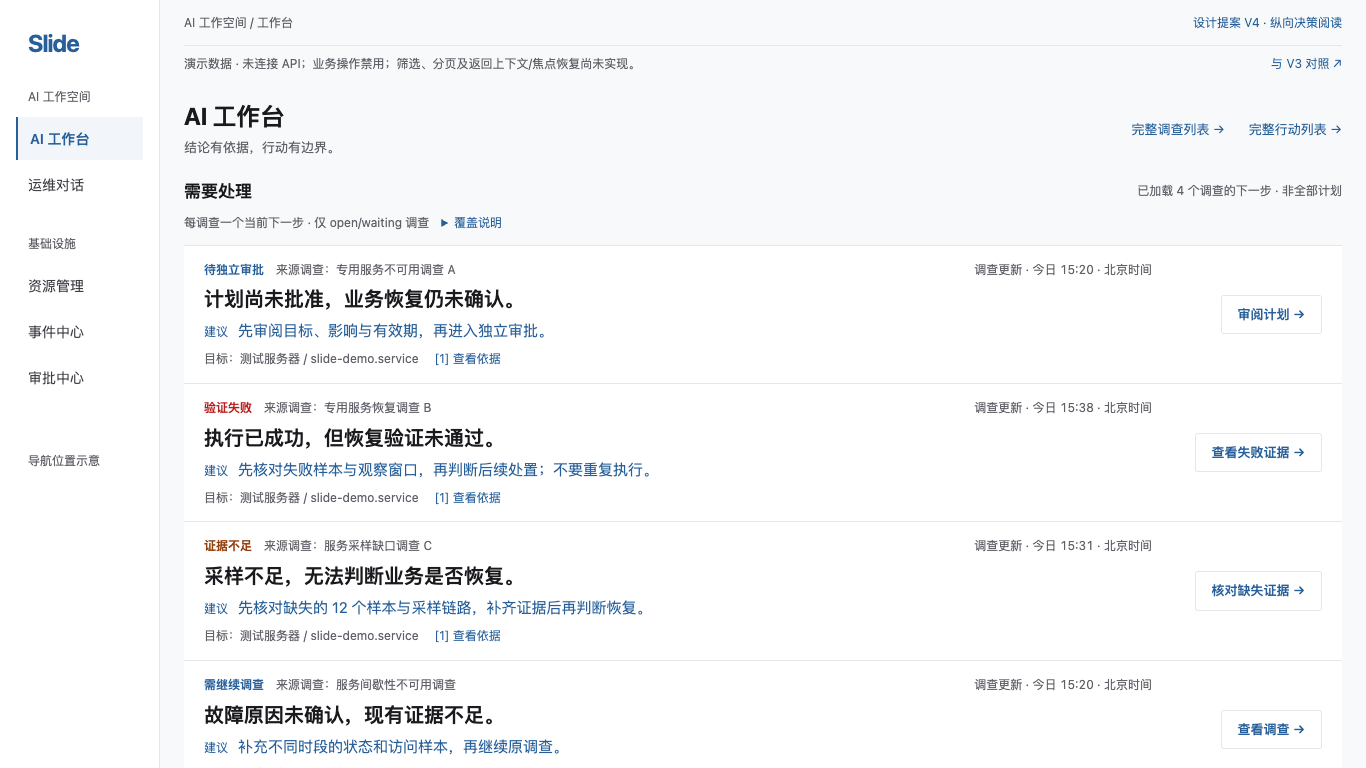 Slide
AI 工作空间
AI 工作台
运维对话
基础设施
资源管理
事件中心
审批中心
导航位置示意
AI 工作空间 / 工作台
设计提案 V4 · 纵向决策阅读
演示数据 · 未连接 API；业务操作禁用；筛选、分页及返回上下文/焦点恢复尚未实现。
与 V3 对照 ↗
AI 工作台
结论有依据，行动有边界。
完整调查列表 → 完整行动列表 →
需要处理
已加载 4 个调查的下一步 · 非全部计划
每调查一个当前下一步 · 仅 open/waiting 调查 ▶ 覆盖说明
待独立审批 来源调查：专用服务不可用调查 A
调查更新 · 今日 15:20 · 北京时间
计划尚未批准，业务恢复仍未确认。
建议 先审阅目标、影响与有效期，再进入独立审批。
目标：测试服务器 / slide-demo.service [1] 查看依据
审阅计划 →
验证失败 来源调查：专用服务恢复调查 B
调查更新 · 今日 15:38 · 北京时间
执行已成功，但恢复验证未通过。
建议 先核对失败样本与观察窗口，再判断后续处置；不要重复执行。
目标：测试服务器 / slide-demo.service [1] 查看依据
查看失败证据 →
证据不足 来源调查：服务采样缺口调查 C
调查更新 · 今日 15:31 · 北京时间
采样不足，无法判断业务是否恢复。
建议 先核对缺失的 12 个样本与采样链路，补齐证据后再判断恢复。
目标：测试服务器 / slide-demo.service [1] 查看依据
核对缺失证据 →
需继续调查 来源调查：服务间歇性不可用调查
调查更新 · 今日 15:20 · 北京时间
故障原因未确认，现有证据不足。
建议 补充不同时段的状态和访问样本，再继续原调查。
查看调查 →